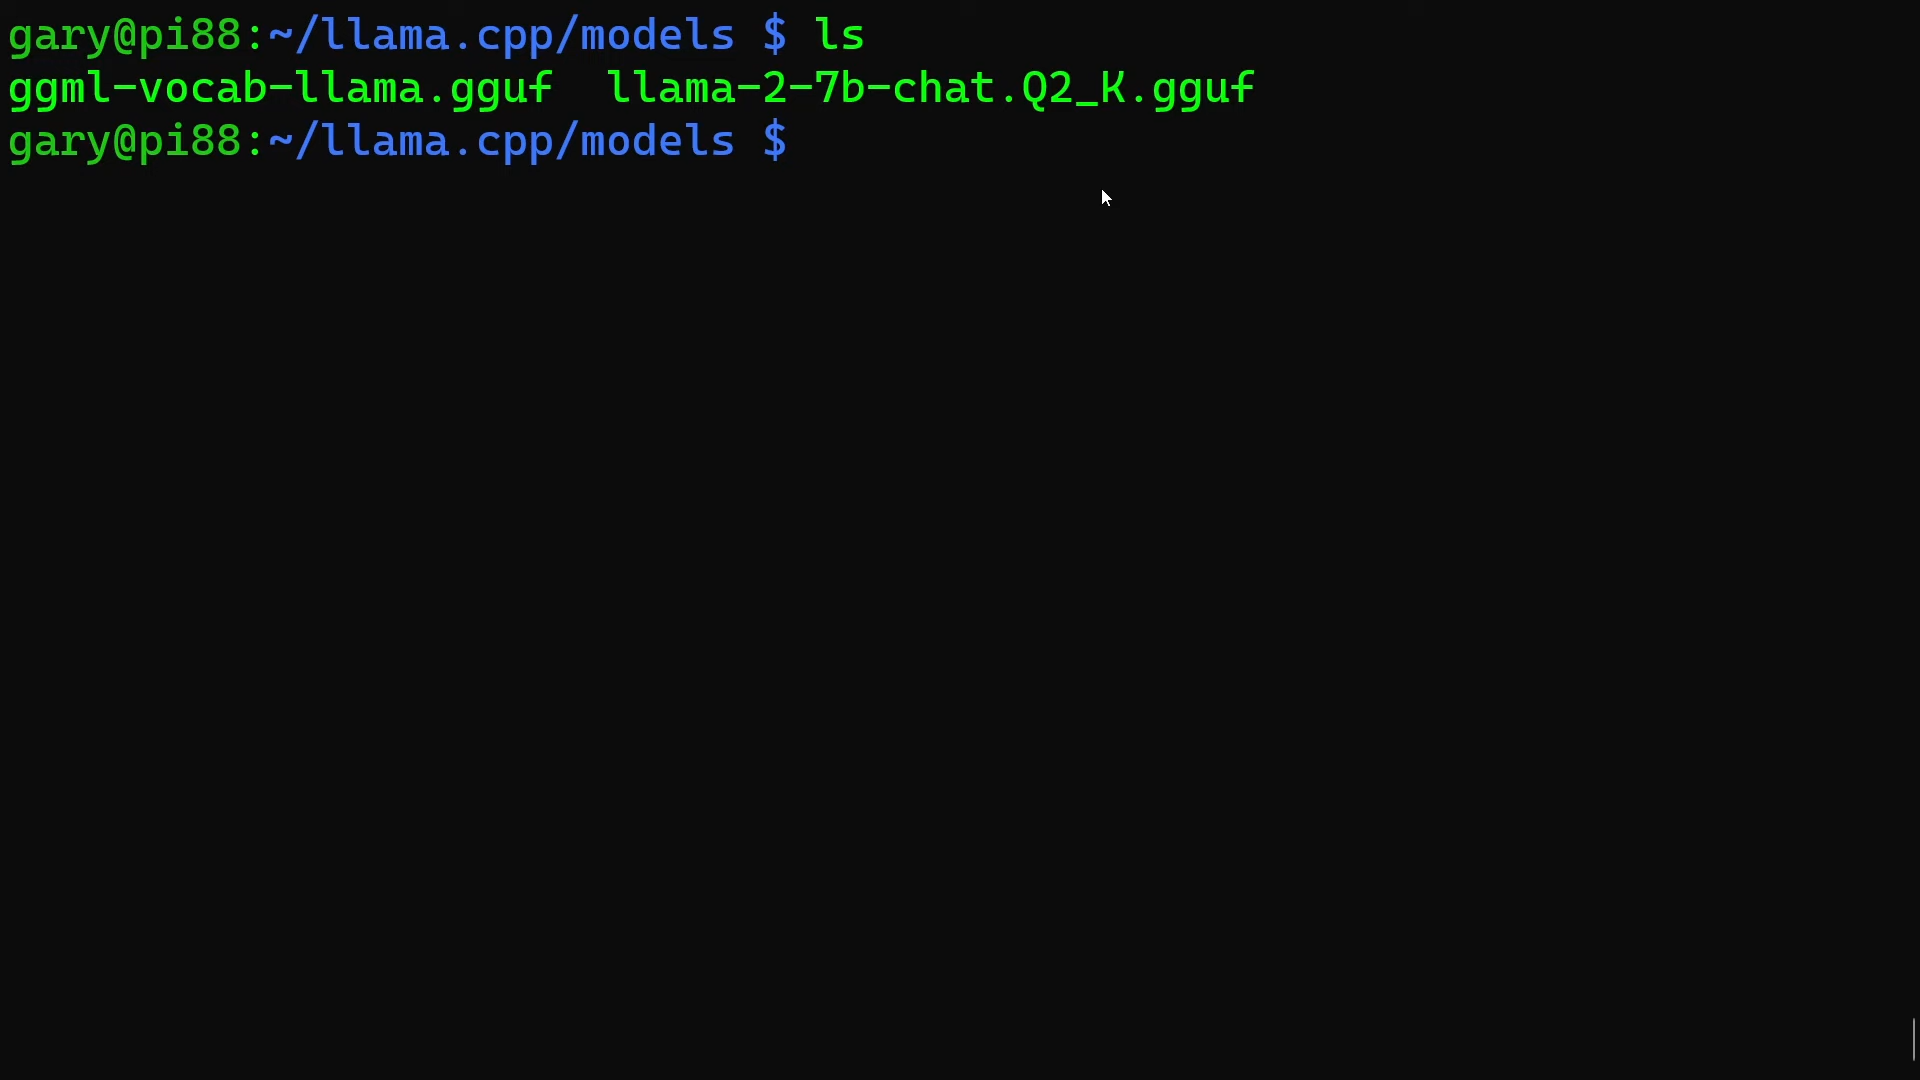 gary@pi88:~/llama.cpp/models $ ls
ggml-vocab-llama.gguf  llama-2-7b-chat.Q2_K.gguf
gary@pi88:~/llama.cpp/models $